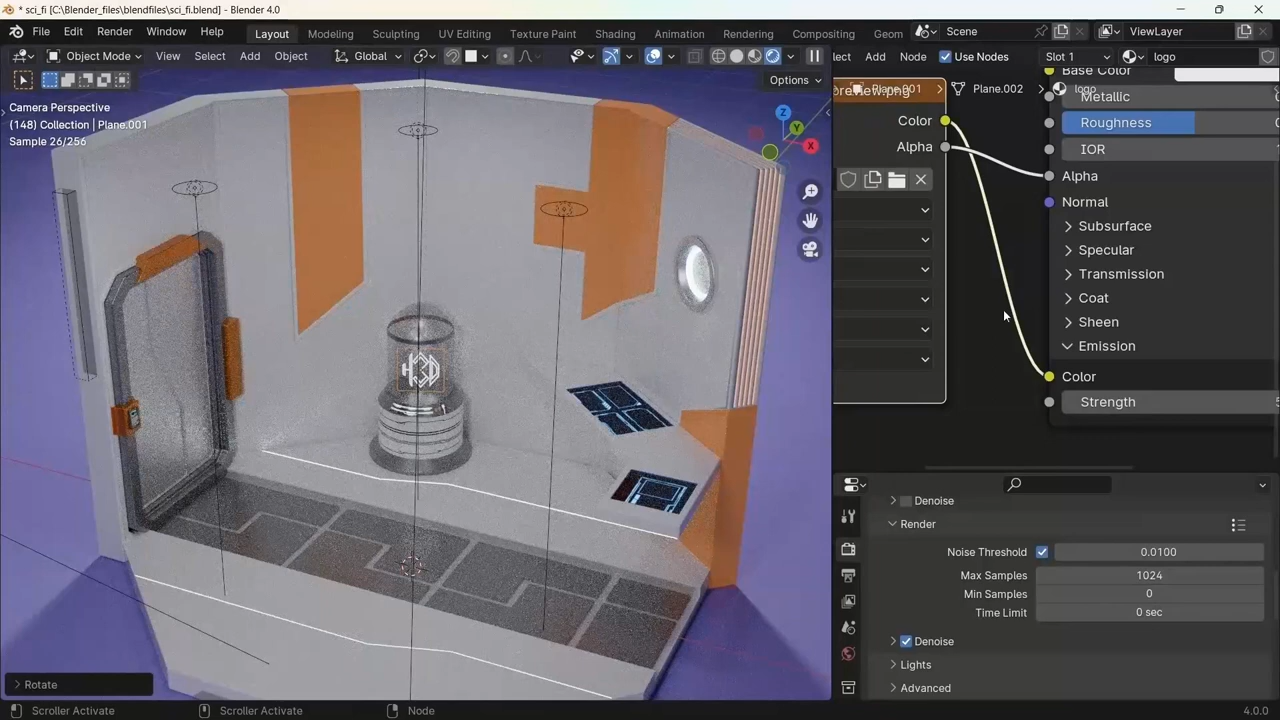 * sci_fi [C:\Blender_files\blendfiles\sci_fi.blend] - Blender 4.0
File Edit Render Window Help Layout Modeling Sculpting UV Editing Texture Paint Shading Animation Rendering Compositing Geom Scene ViewLayer
Object Mode View Select Add Object Global lect Add Node Use Nodes Slot 1 logo
Options
Camera Perspective
(148) Collection | Plane.001
Sample 26/256
Z
Y
X
Plane.001 Plane.002 logo
Color
Alpha
Base Color
Metallic
Roughness
IOR
Alpha
Normal
Subsurface
Specular
Transmission
Coat
Sheen
Emission
Color
Strength
Denoise
Render
Noise Threshold 0.0100
Max Samples 1024
Min Samples 0
Time Limit 0 sec
Denoise
Lights
Advanced
Rotate
Scroller Activate Scroller Activate Node 4.0.0